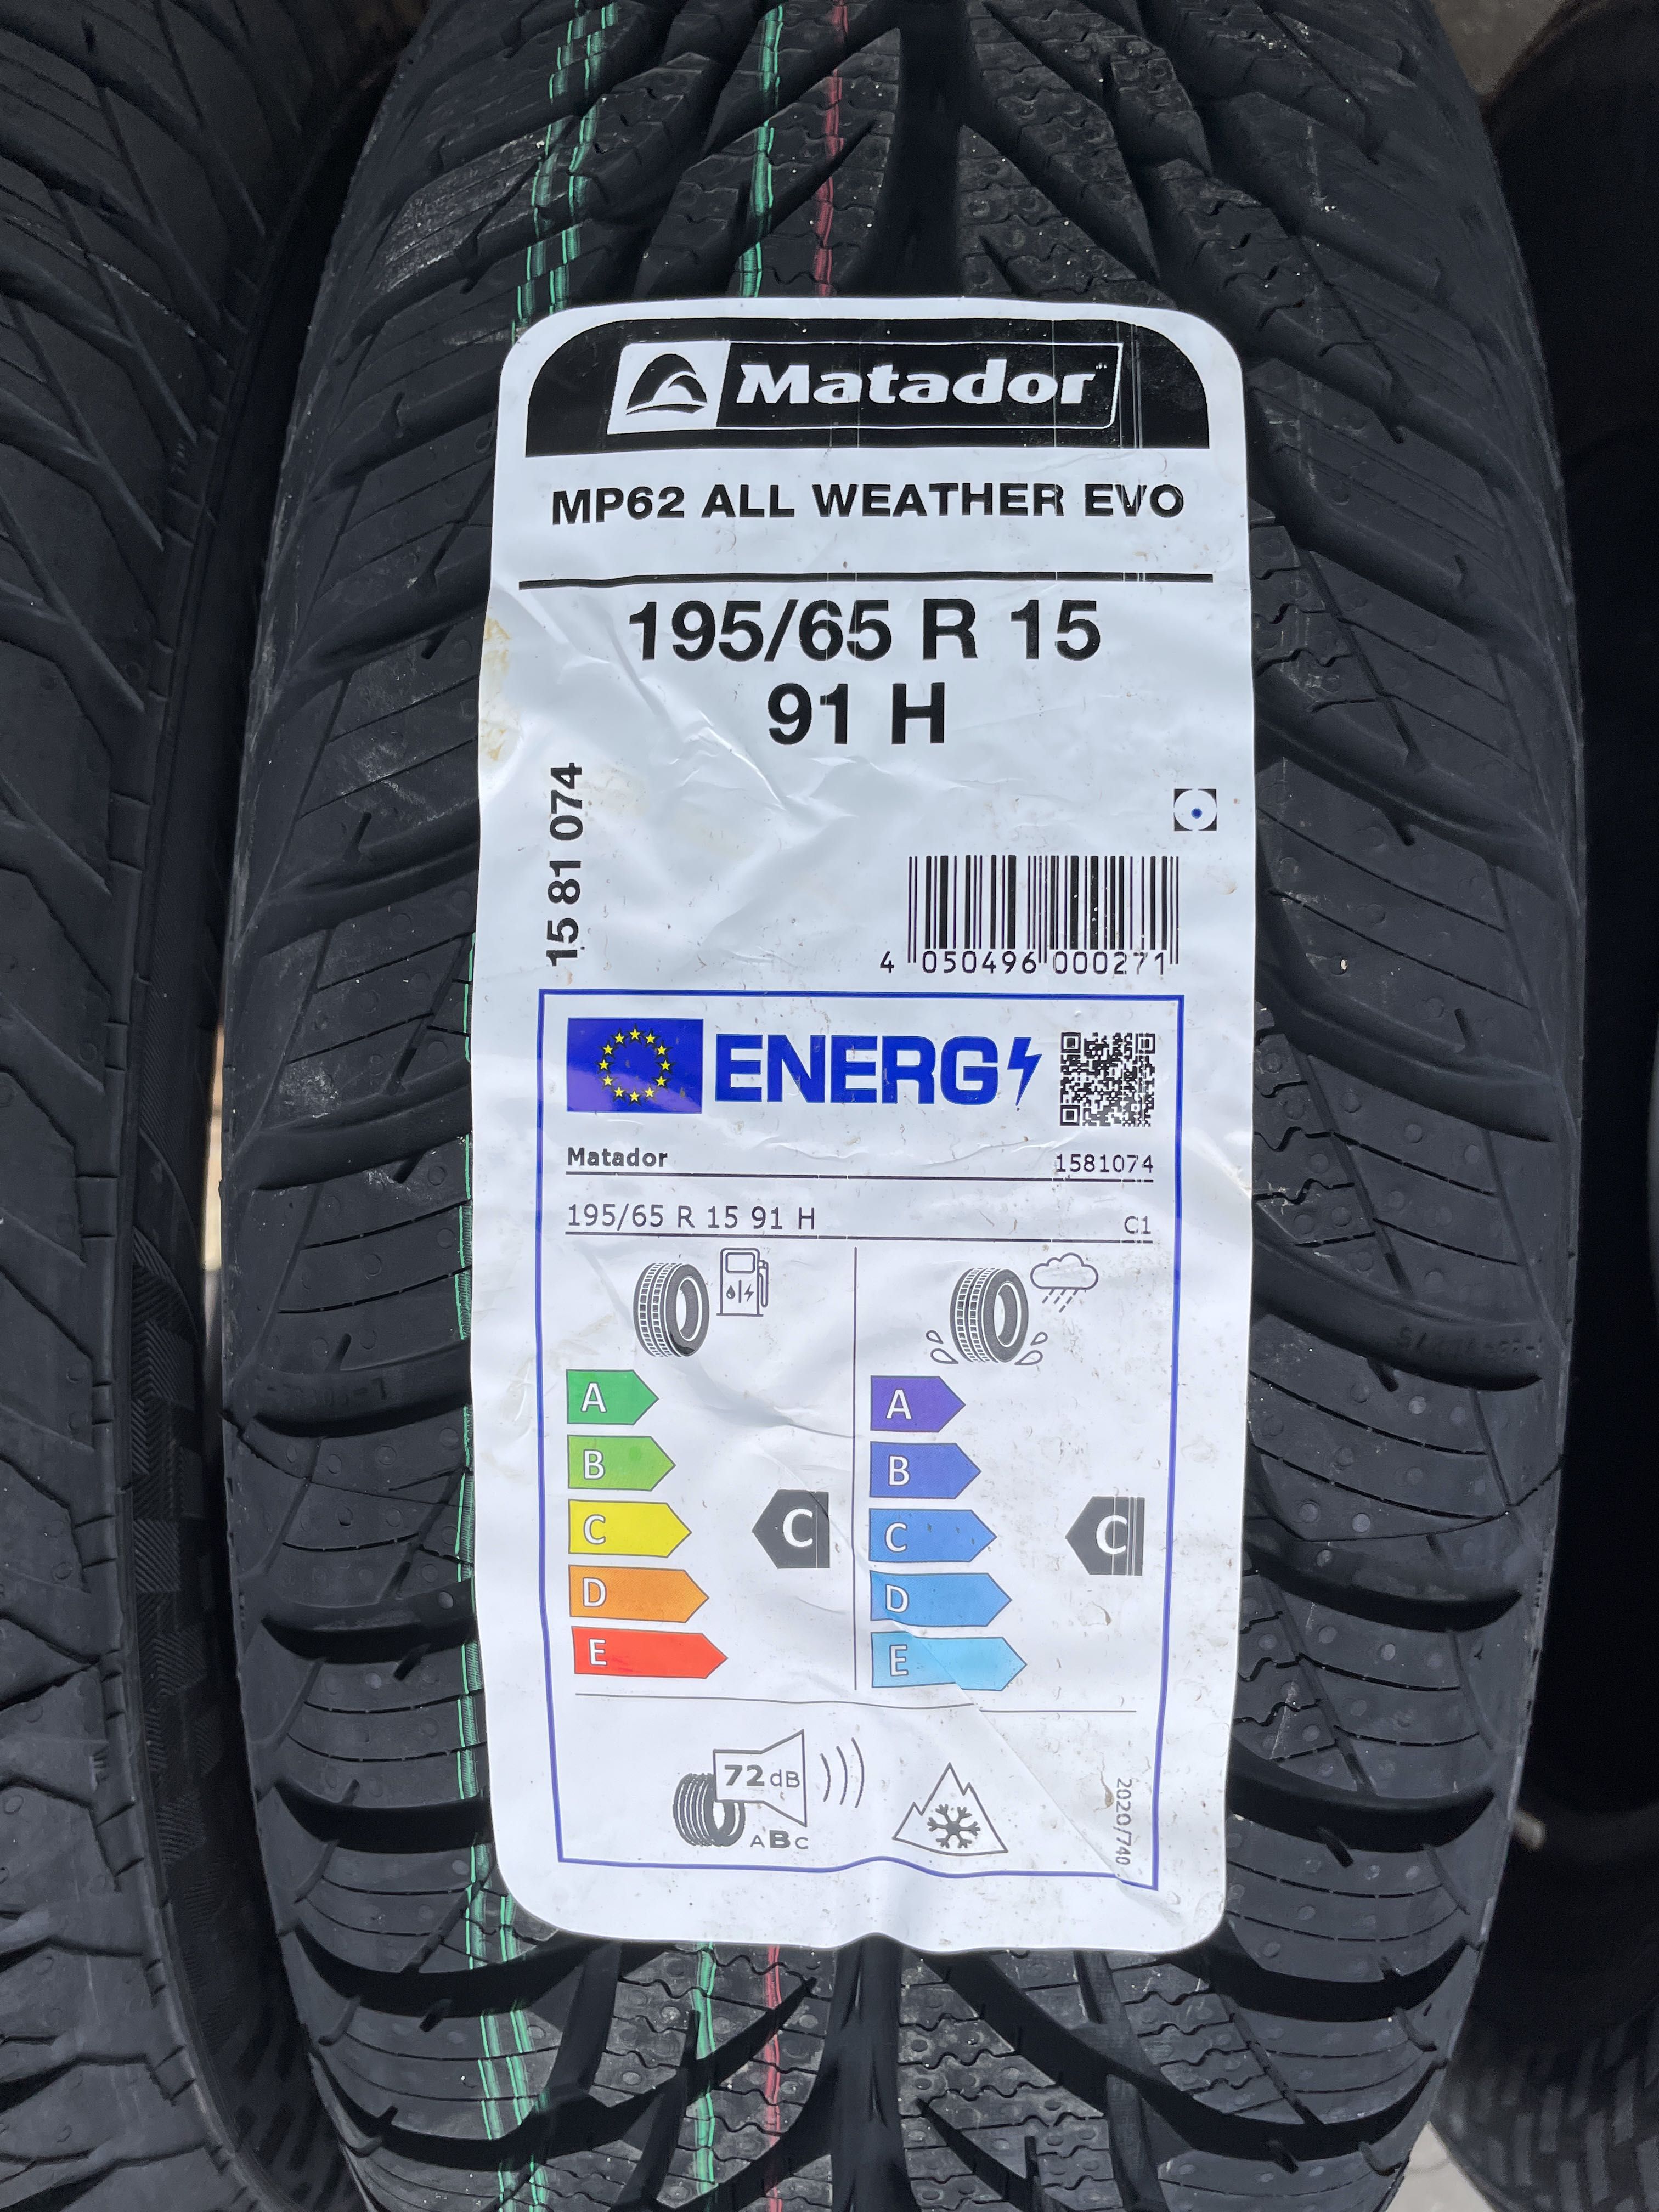 Matador
MP62 ALL WEATHER EVO
195/65 R 15
91 H
15 81 074
4 050496 000271
ENERG
Matador
1581074
195/65 R 15 91 H
C1
A
B
C
D
E
C
A
B
C
D
E
C
72 dB
ABC
2020/740